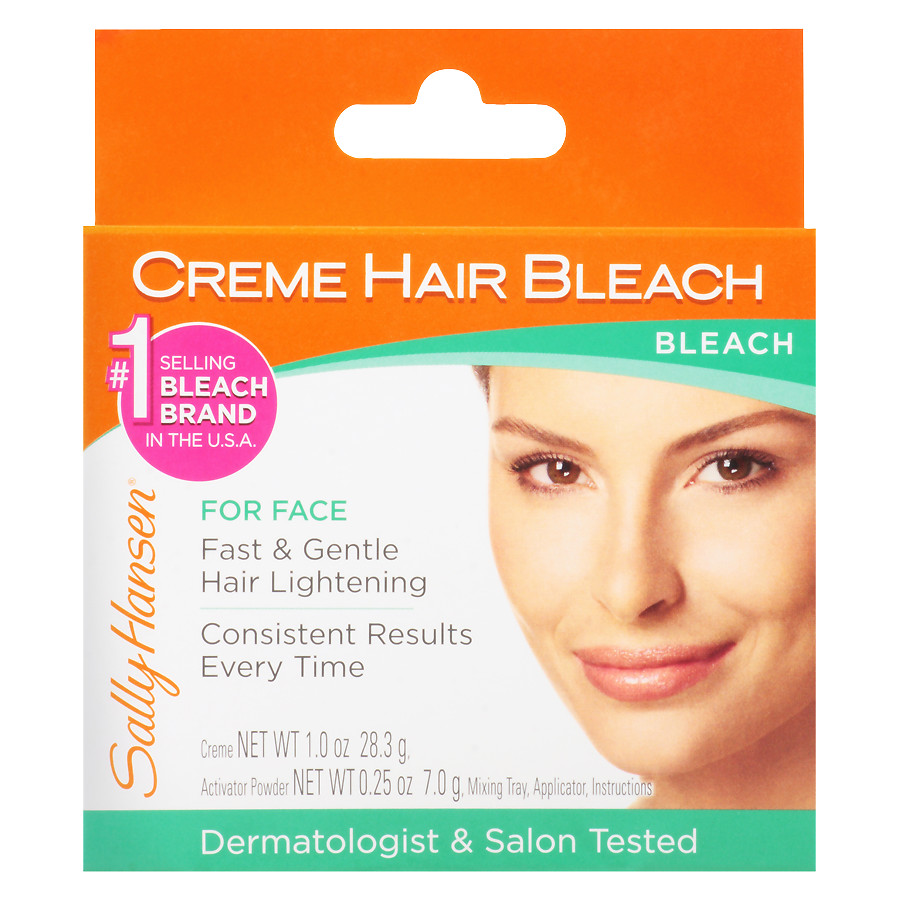 CREME HAIR BLEACH
BLEACH
#1
SELLING
BLEACH
BRAND
IN THE U.S.A.
Sally Hansen®
FOR FACE
Fast & Gentle
Hair Lightening
Consistent Results
Every Time
Creme NET WT 1.0 oz 28.3 g,
Activator Powder NET WT 0.25 oz 7.0 g, Mixing Tray, Applicator, Instructions
Dermatologist & Salon Tested